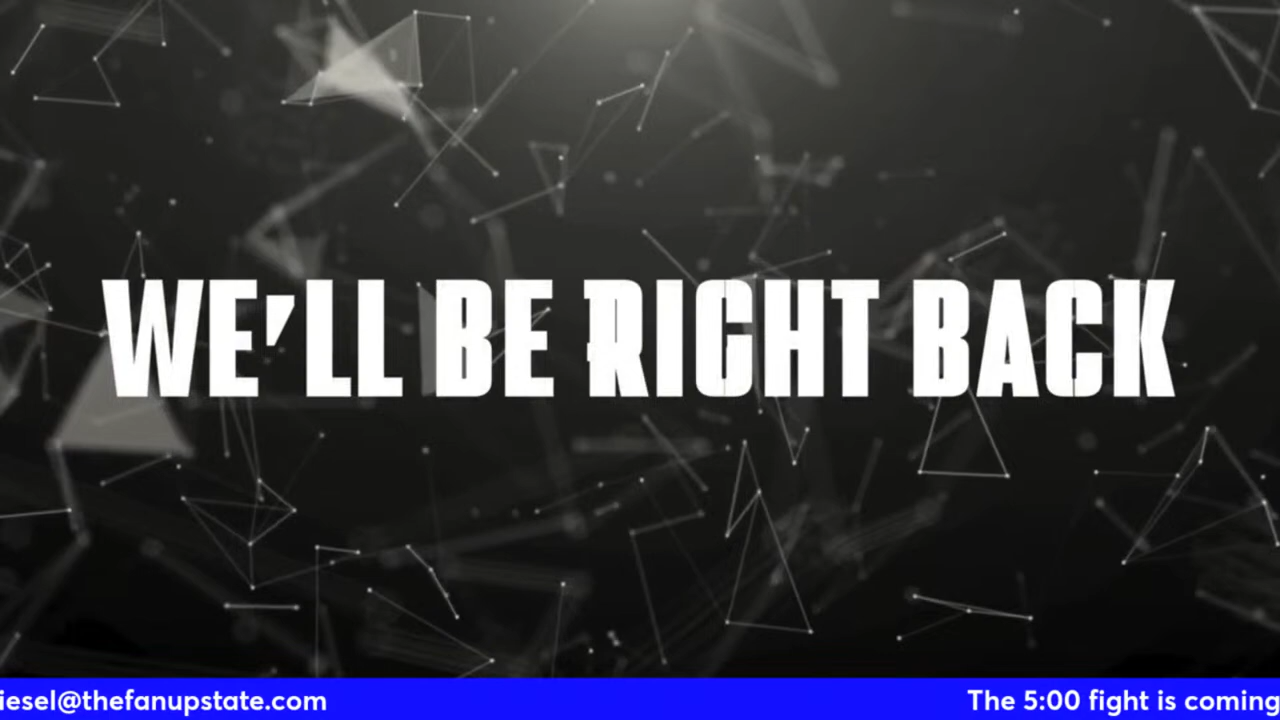 WE'LL BE RIGHT BACK
iesel@thefanupstate.com
The 5:00 fight is coming